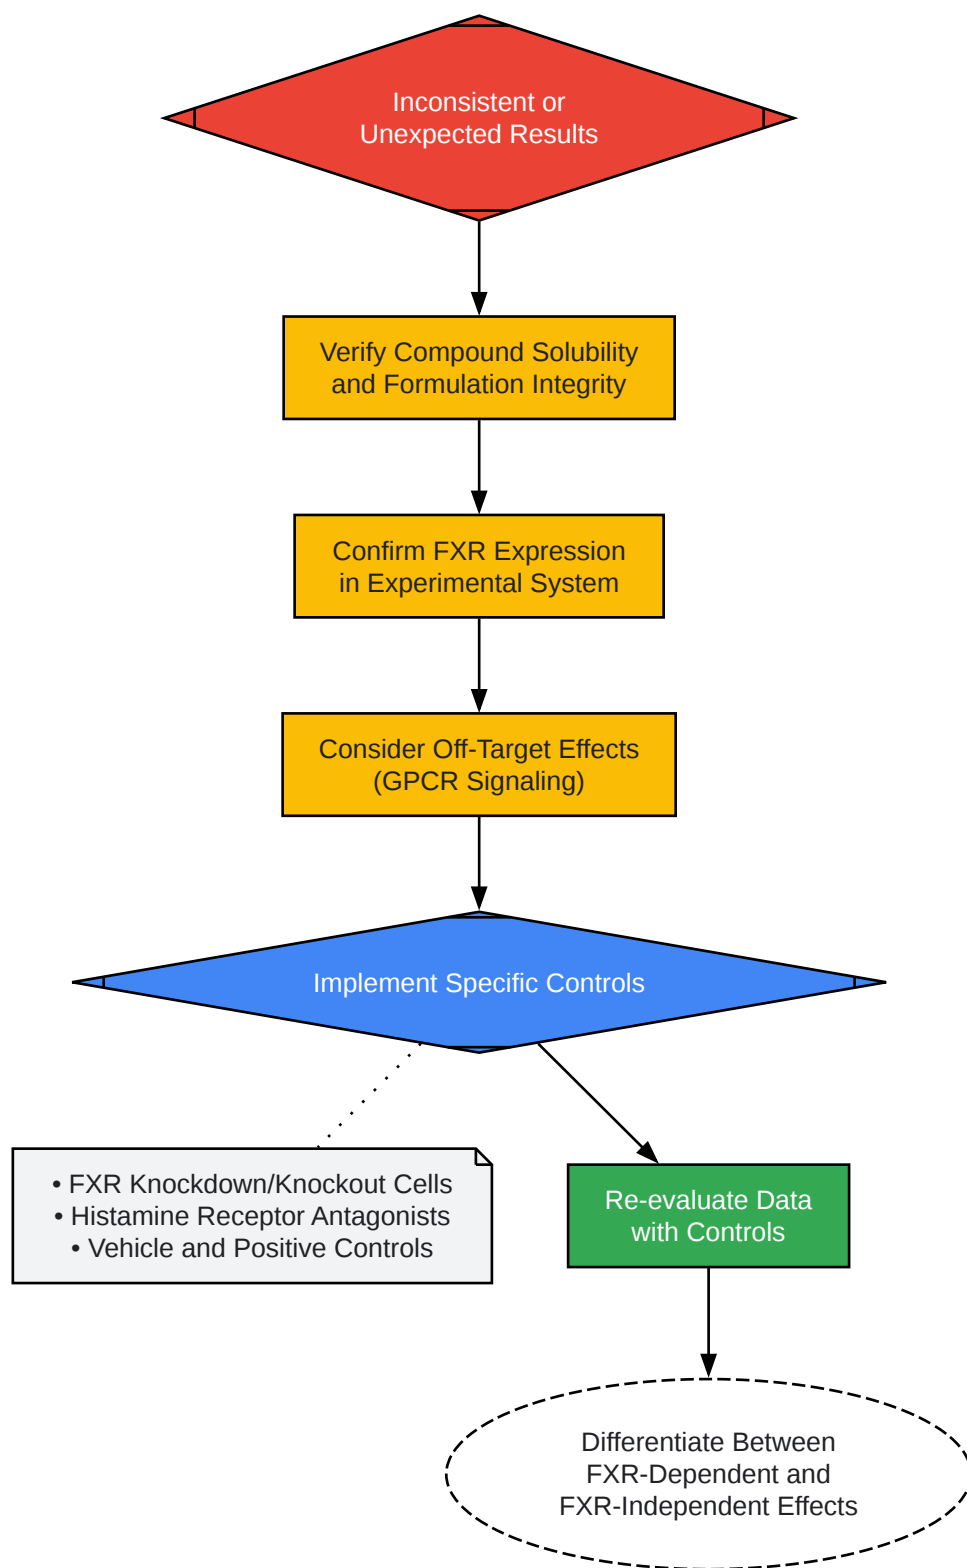 Inconsistent or
Unexpected Results
Verify Compound Solubility
and Formulation Integrity
Confirm FXR Expression
in Experimental System
Consider Off-Target Effects
(GPCR Signaling)
Implement Specific Controls
• FXR Knockdown/Knockout Cells
• Histamine Receptor Antagonists
• Vehicle and Positive Controls
Re-evaluate Data
with Controls
Differentiate Between
FXR-Dependent and
FXR-Independent Effects